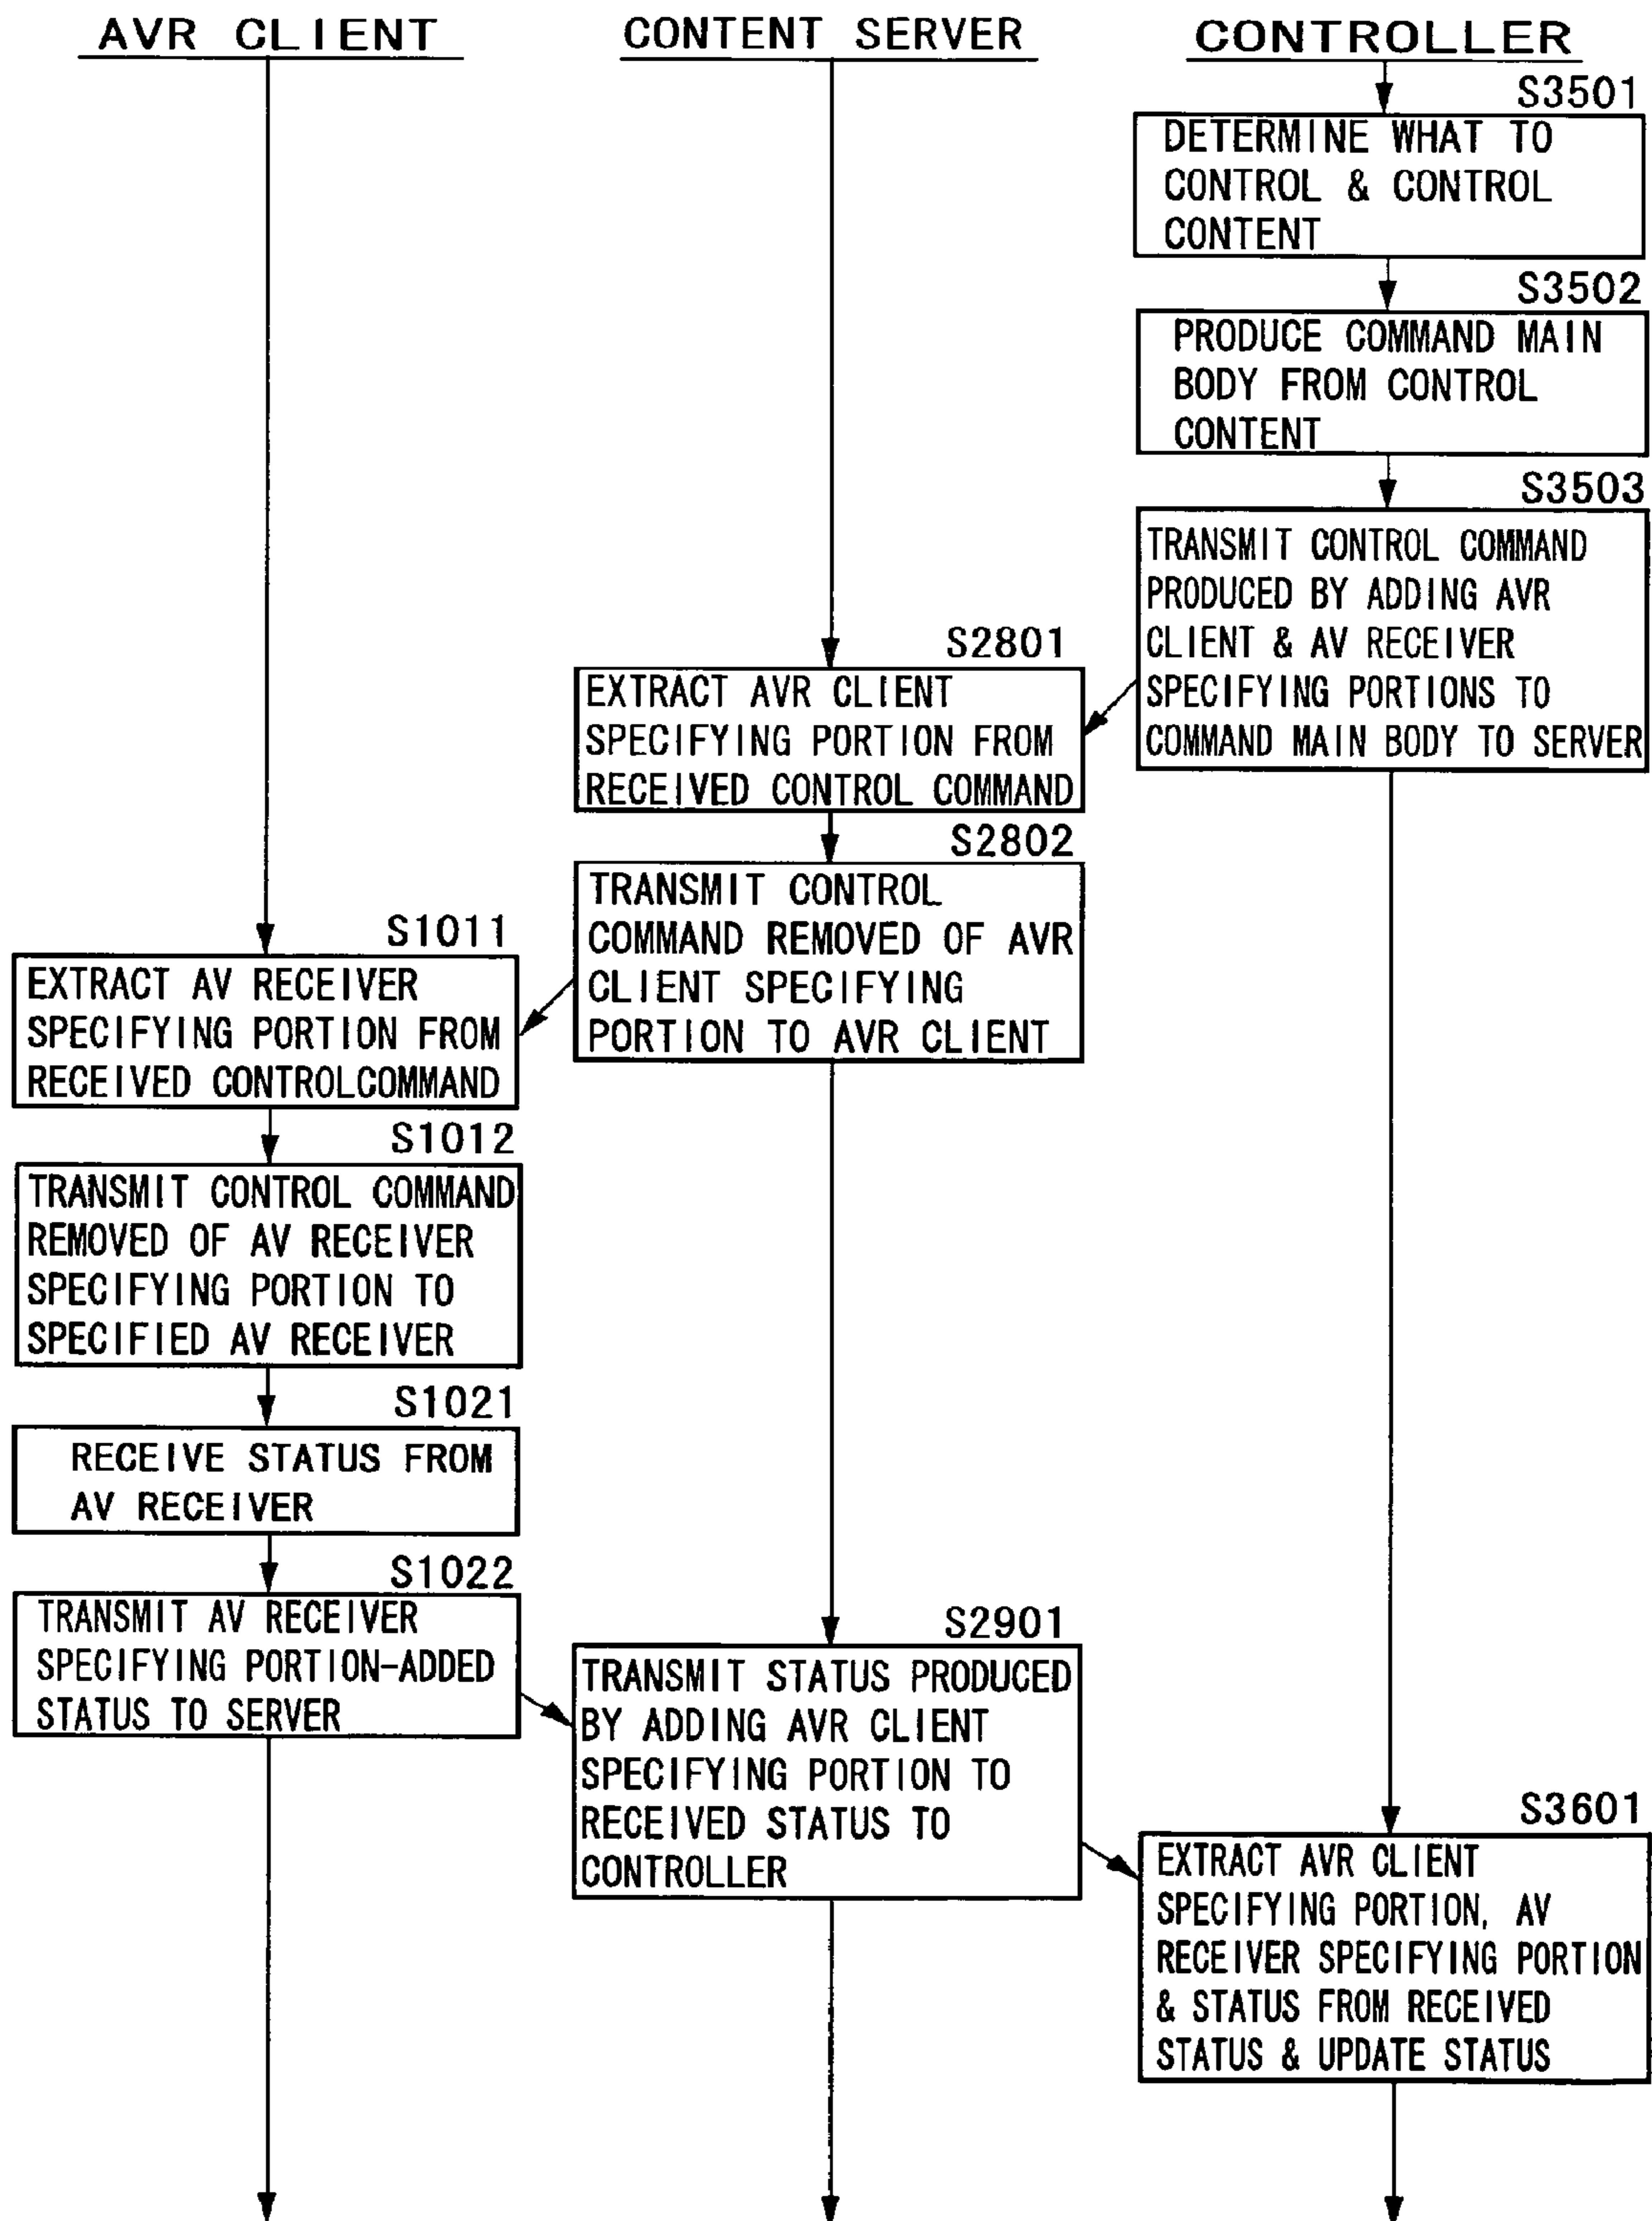 AVR CLIENT
CONTENT SERVER
CONTROLLER
S3501
DETERMINE WHAT TO
CONTROL & CONTROL
CONTENT
S3502
PRODUCE COMMAND MAIN
BODY FROM CONTROL
CONTENT
S3503
TRANSMIT CONTROL COMMAND
PRODUCED BY ADDING AVR
CLIENT & AV RECEIVER
SPECIFYING PORTIONS TO
COMMAND MAIN BODY TO SERVER
S2801
EXTRACT AVR CLIENT
SPECIFYING PORTION FROM
RECEIVED CONTROL COMMAND
S2802
TRANSMIT CONTROL
COMMAND REMOVED OF AVR
CLIENT SPECIFYING
PORTION TO AVR CLIENT
S1011
EXTRACT AV RECEIVER
SPECIFYING PORTION FROM
RECEIVED CONTROLCOMMAND
S1012
TRANSMIT CONTROL COMMAND
REMOVED OF AV RECEIVER
SPECIFYING PORTION TO
SPECIFIED AV RECEIVER
S1021
RECEIVE STATUS FROM
AV RECEIVER
S1022
TRANSMIT AV RECEIVER
SPECIFYING PORTION-ADDED
STATUS TO SERVER
S2901
TRANSMIT STATUS PRODUCED
BY ADDING AVR CLIENT
SPECIFYING PORTION TO
RECEIVED STATUS TO
CONTROLLER
S3601
EXTRACT AVR CLIENT
SPECIFYING PORTION, AV
RECEIVER SPECIFYING PORTION
& STATUS FROM RECEIVED
STATUS & UPDATE STATUS